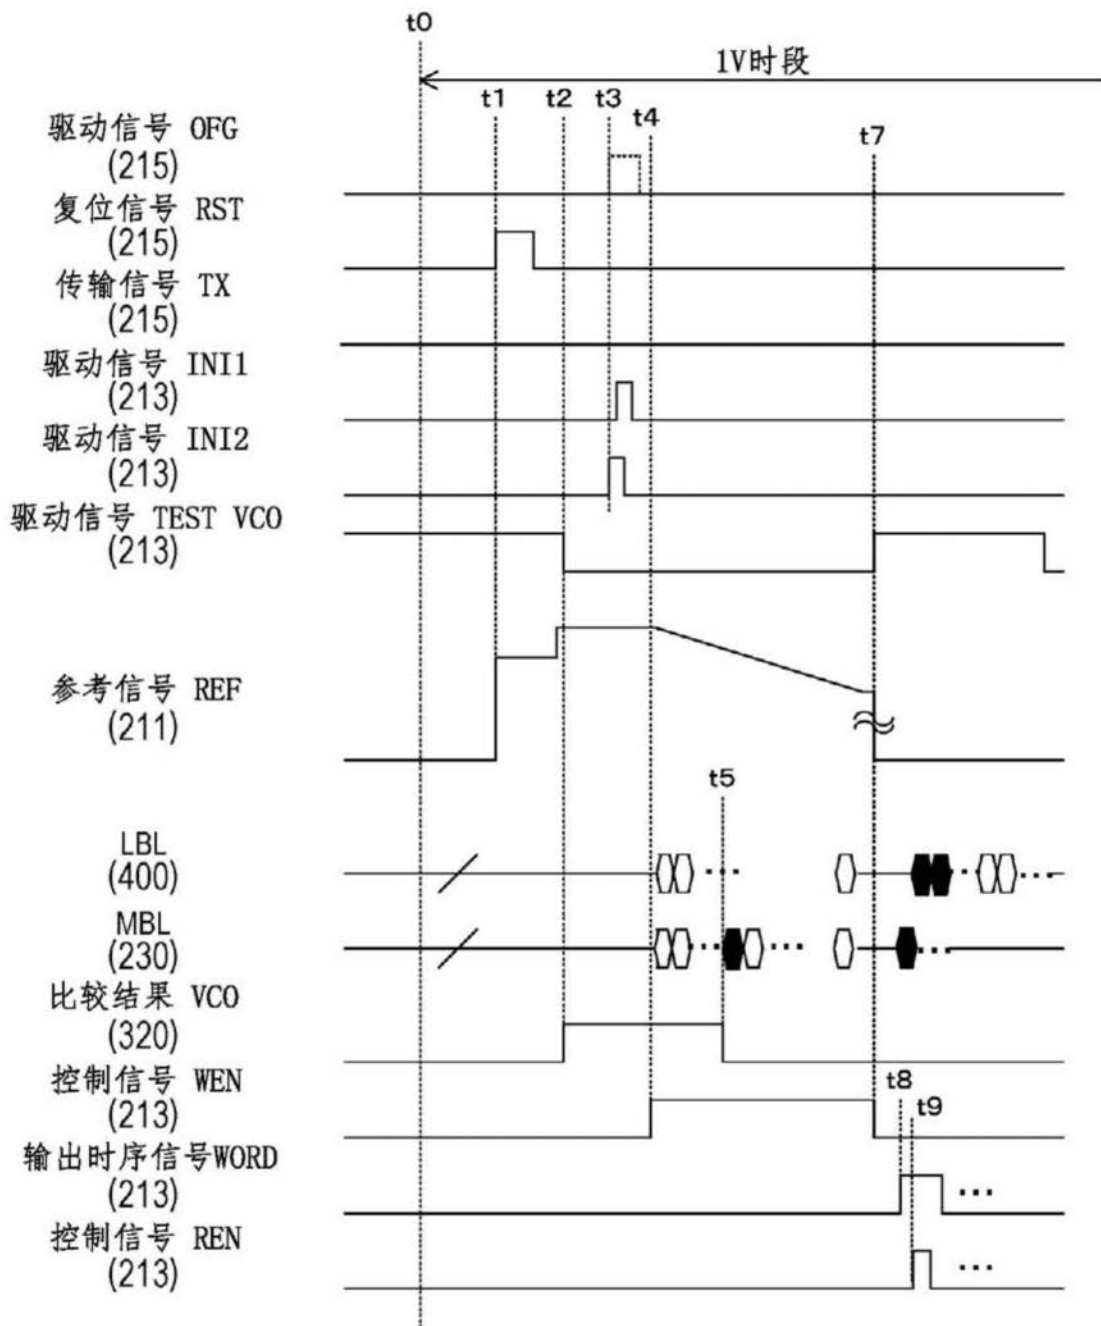 t0
1V时段
t1
t2
t3
t4
t7
驱动信号 OFG
(215)
复位信号 RST
(215)
传输信号 TX
(215)
驱动信号 INI1
(213)
驱动信号 INI2
(213)
驱动信号 TEST VCO
(213)
参考信号 REF
(211)
t5
LBL
(400)
MBL
(230)
比较结果 VCO
(320)
控制信号 WEN
(213)
t8
t9
输出时序信号WORD
(213)
控制信号 REN
(213)